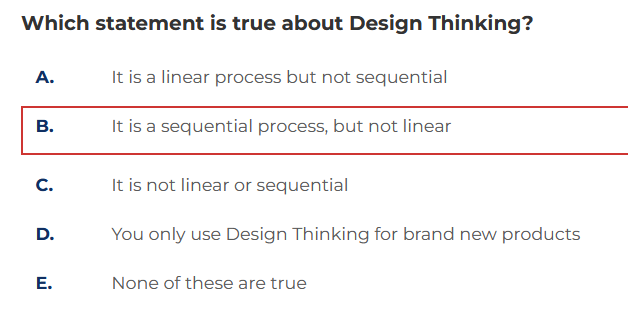 Which statement is true about Design Thinking?
A. It is a linear process but not sequential
B. It is a sequential process, but not linear
C. It is not linear or sequential
D. You only use Design Thinking for brand new products
E. None of these are true